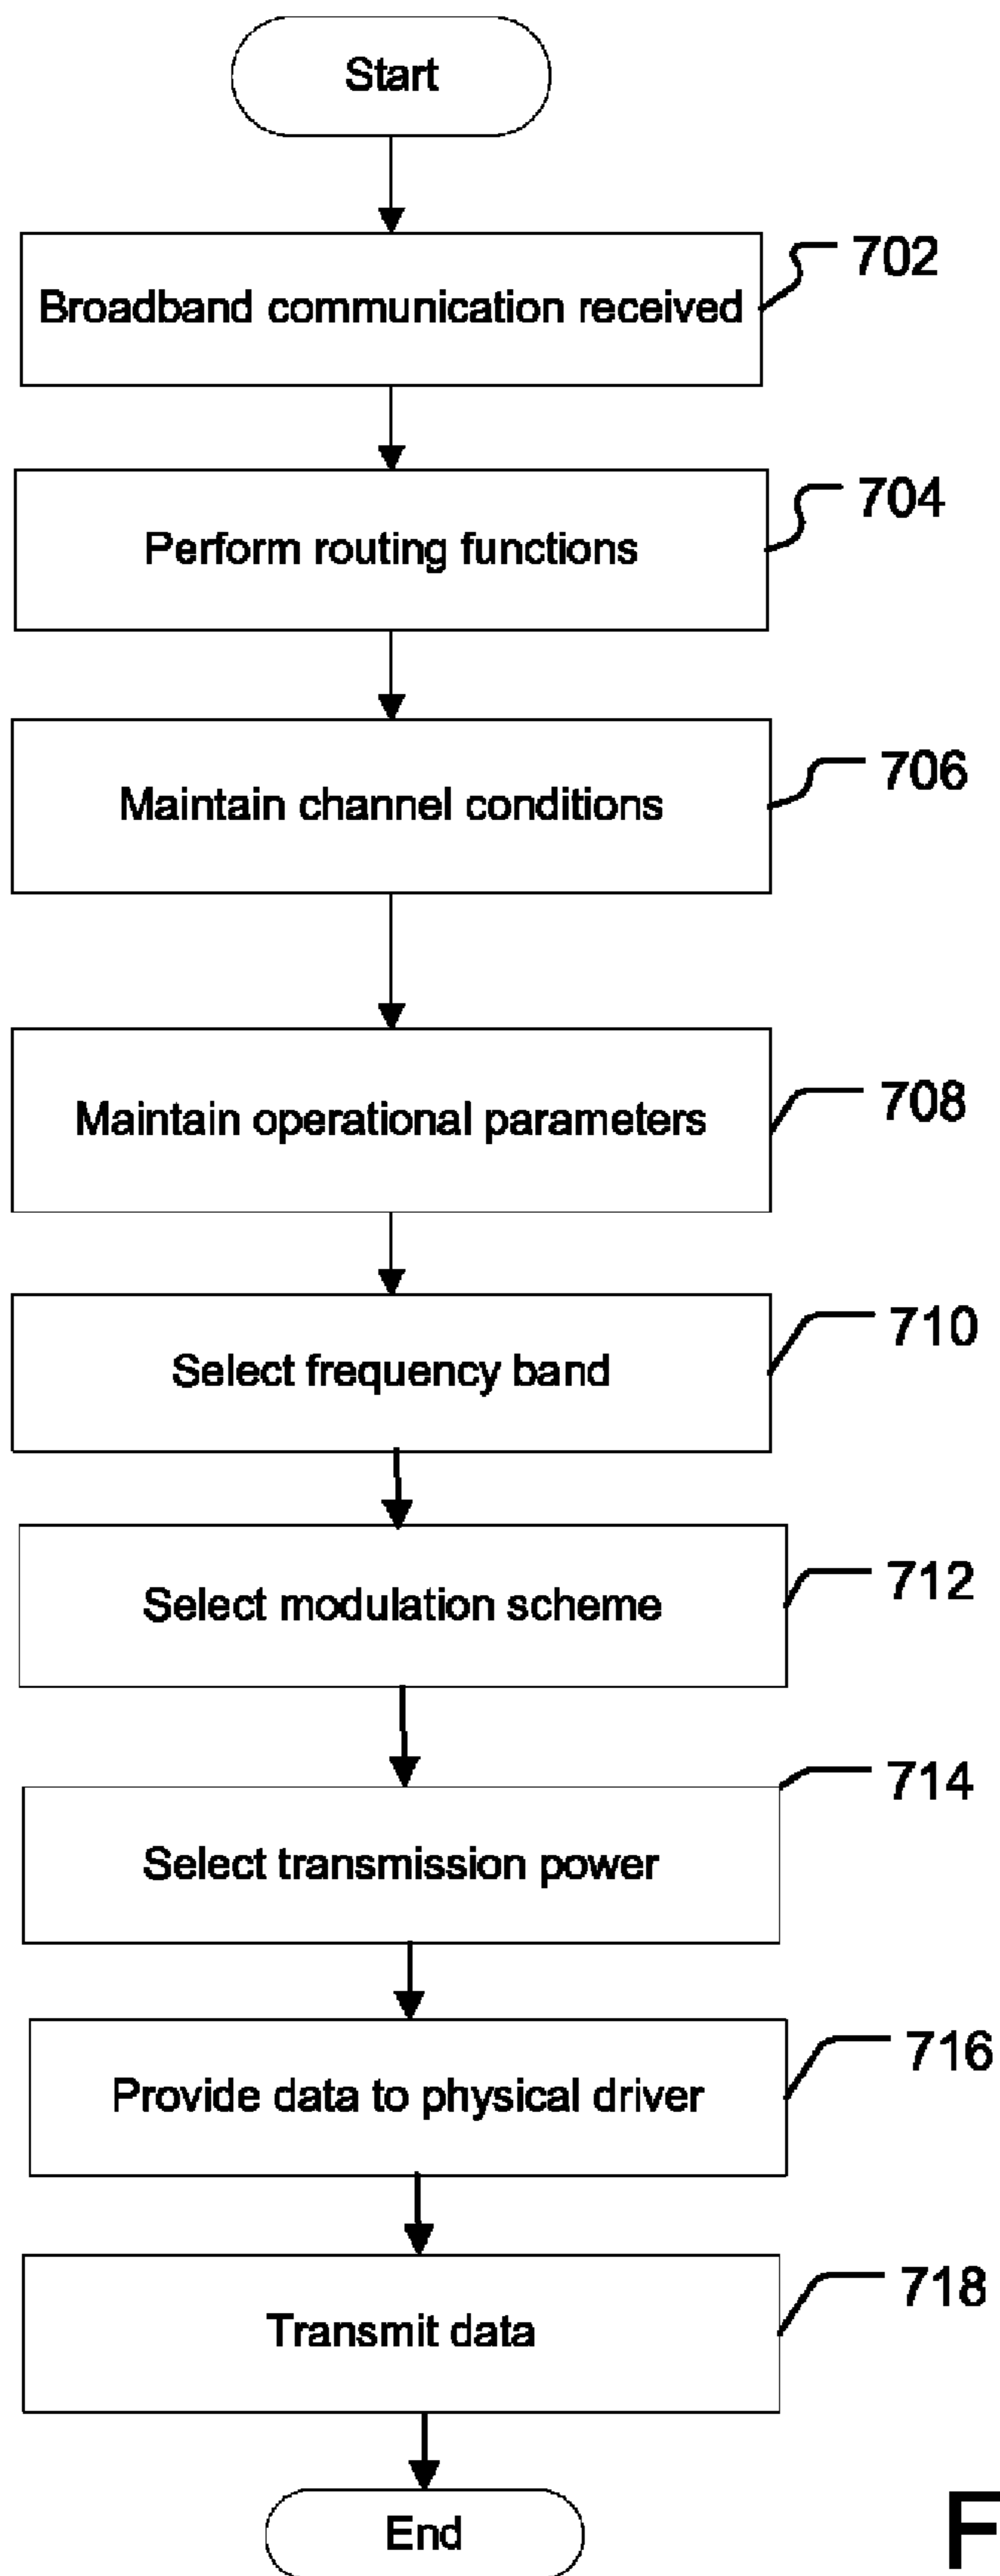 Start
Broadband communication received
702
Perform routing functions
704
Maintain channel conditions
706
Maintain operational parameters
708
Select frequency band
710
Select modulation scheme
712
Select transmission power
714
Provide data to physical driver
716
Transmit data
718
End
F